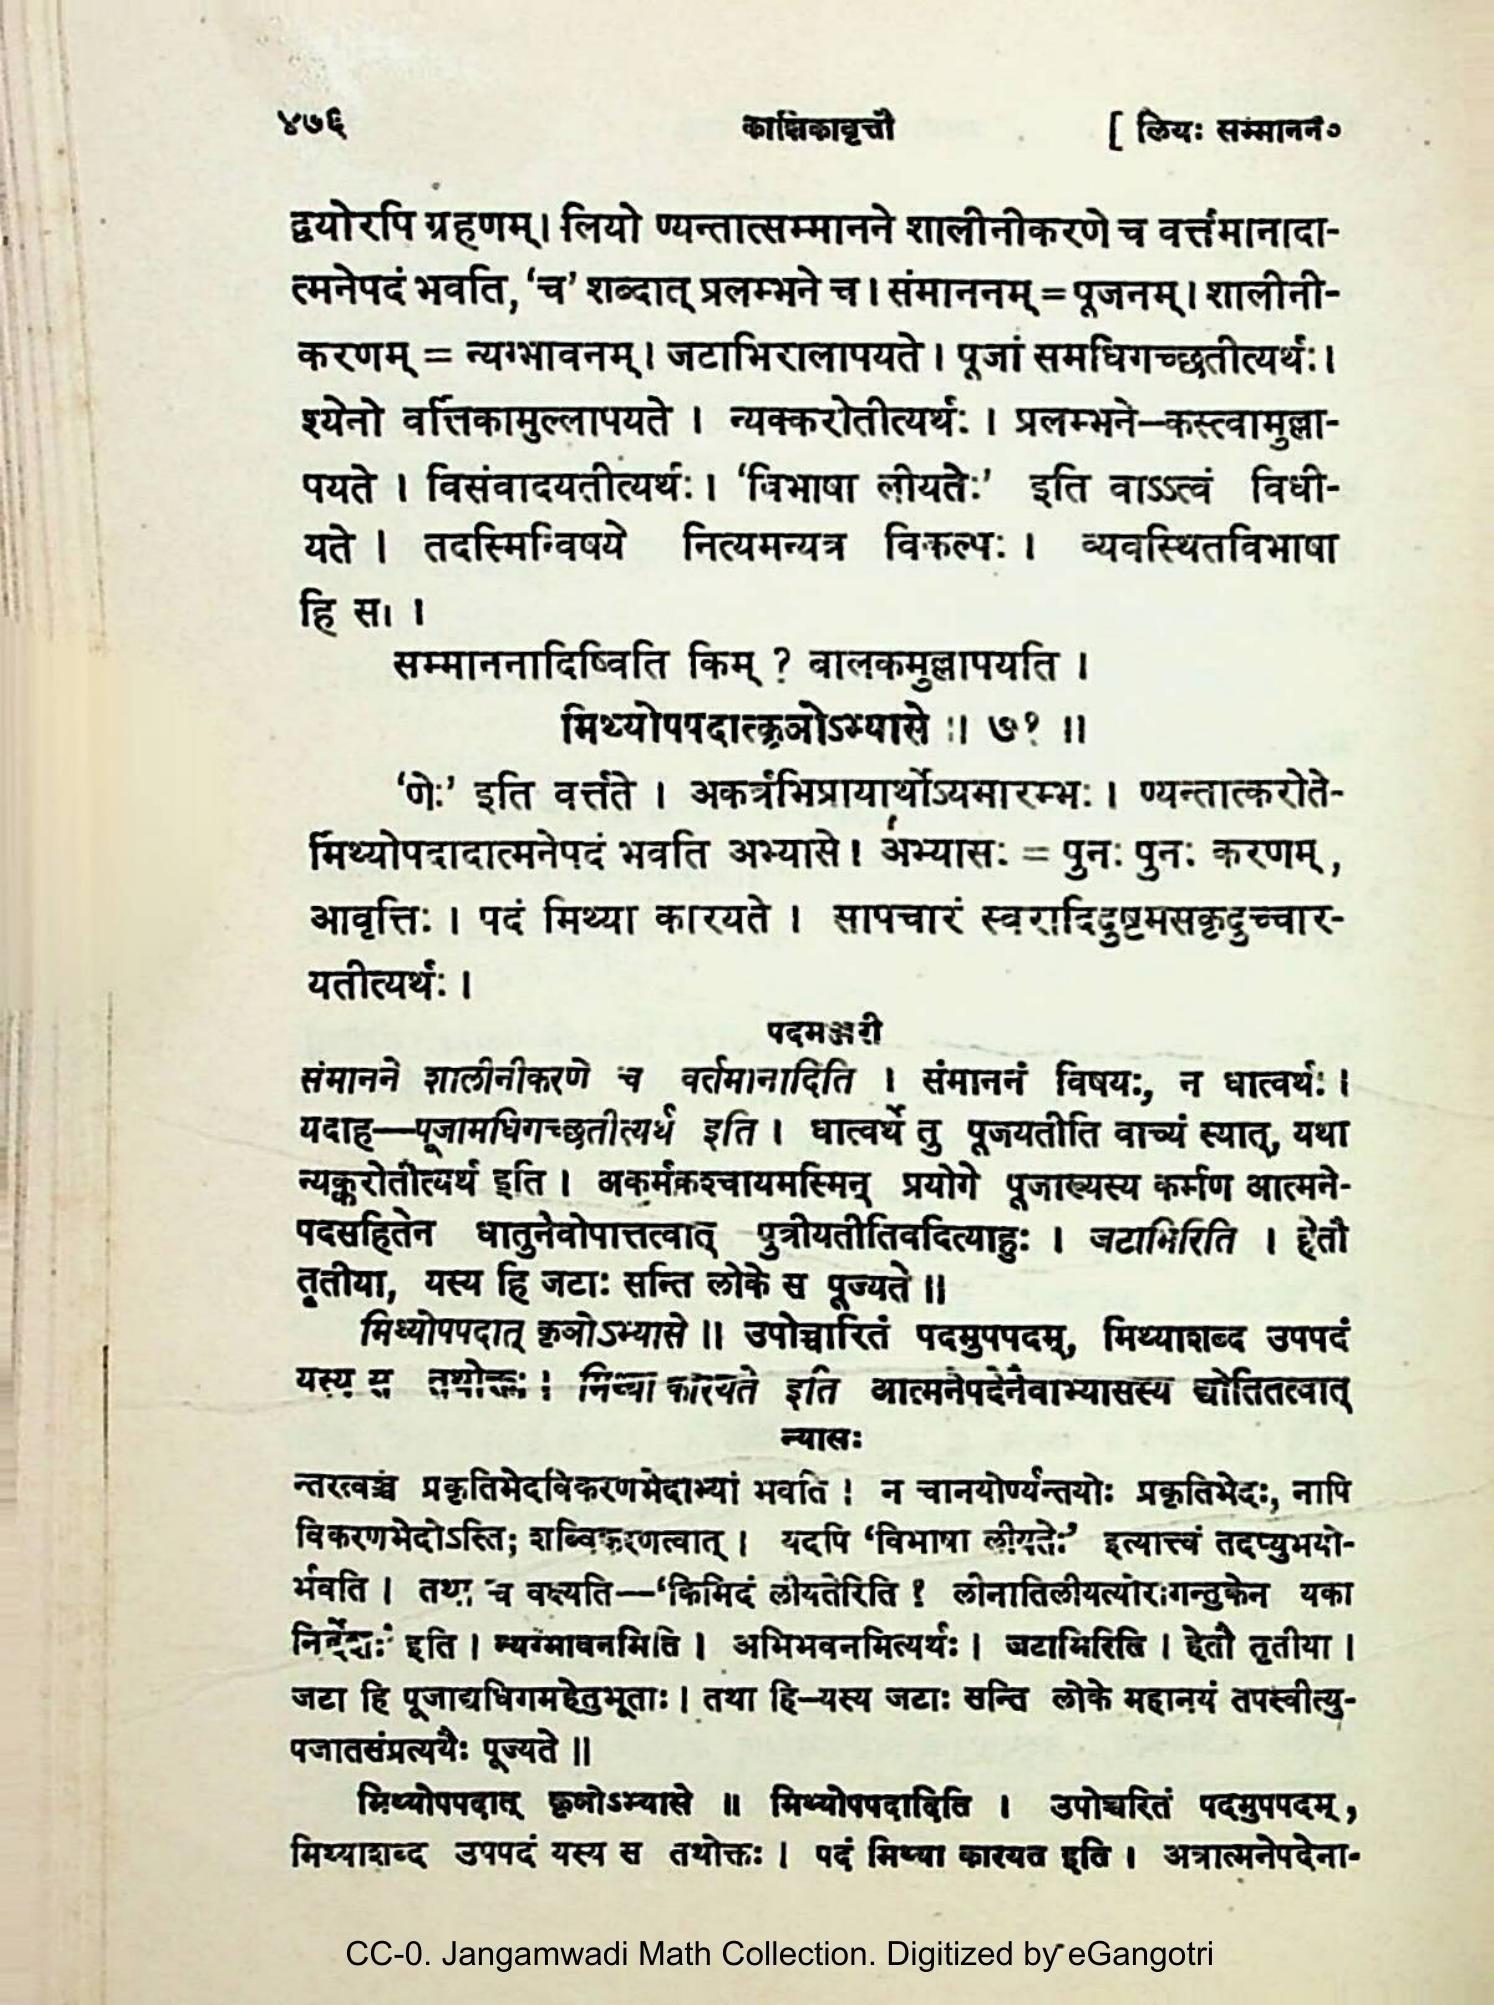 ४७६ काशिकावृत्तौ [ लियः सम्मानन०
द्वयोरपि ग्रहणम्। लियो ण्यन्तात्सम्मानने शालीनीकरणे च वर्त्तमानादा-
त्मनेपदं भवति, ‘च’ शब्दात् प्रलम्भने च। संमाननम् = पूजनम्। शालीनी-
करणम् = न्यग्भावनम्। जटाभिरालापयते। पूजां समधिगच्छतीत्यर्थः।
श्येनो वर्त्तिकामुल्लापयते । न्यक्करोतीत्यर्थः । प्रलम्भने–कस्त्वामुल्ला-
पयते । विसंवादयतीत्यर्थः। ‘विभाषा लीयतेः’ इति वाऽऽत्वं विधी-
यते । तदस्मिन्विषये नित्यमन्यत्र विकल्पः । व्यवस्थितविभाषा
हि सा ।
सम्माननादिष्विति किम् ? बालकमुल्लापयति ।
मिथ्योपपदात्कृञोऽभ्यासे ॥ ७१ ॥
‘णेः’ इति वर्त्तते । अकर्त्रभिप्रायार्थोऽयमारम्भः । ण्यन्तात्करोते-
र्मिथ्योपदादात्मनेपदं भवति अभ्यासे। अभ्यासः = पुनः पुनः करणम्,
आवृत्तिः । पदं मिथ्या कारयते । सापचारं स्वरादिदुष्टमसकृदुच्चार-
यतीत्यर्थः ।
पदमञ्जरी
संमानने शालीनीकरणे च वर्तमानादिति । संमाननं विषयः, न धात्वर्थः ।
यदाह—पूजामधिगच्छतीत्यर्थ इति । धात्वर्थे तु पूजयतीति वाच्यं स्यात्, यथा
न्यक्करोतीत्यर्थ इति । अकर्मकश्चायमस्मिन् प्रयोगे पूजाख्यस्य कर्मण आत्मने-
पदसहितेन धातुनेवोपात्तत्वात् पुत्रीयतीतिवदित्याहुः । जटाभिरिति । हेतौ
तृतीया, यस्य हि जटाः सन्ति लोके स पूज्यते ॥
मिथ्योपपदात् कृञोऽभ्यासे ॥ उपोच्चारितं पदमुपपदम्, मिथ्याशब्द उपपदं
यस्य स तथोक्तः । मिथ्या कारयते इति आत्मनेपदेनैवाभ्यासस्य द्योतितत्वात्
न्यासः
न्तरत्वञ्च प्रकृतिभेदविकरणभेदाभ्यां भवति । न चानयोर्ण्यन्तयोः प्रकृतिभेदः, नापि
विकरणभेदोऽस्ति; शब्विकरणत्वात् । यदपि ‘विभाषा लीयतेः’ इत्यात्त्वं तदप्युभयो-
र्भवति । तथा च वक्ष्यति—‘किमिदं लीयतेरिति ? लीनातिलीयत्योरागन्तुकेन यका
निर्देशः’ इति । न्यग्भावनमिति । अभिभवनमित्यर्थः । जटाभिरिति । हेतौ तृतीया ।
जटा हि पूजाद्यधिगमहेतुभूताः । तथा हि–यस्य जटाः सन्ति लोके महानयं तपस्वीत्यु-
पजातसंप्रत्ययैः पूज्यते ॥
मिथ्योपपदात् कृञोऽभ्यासे ॥ मिथ्योपपदादिति । उपोच्चरितं पदमुपपदम्,
मिथ्याशब्द उपपदं यस्य स तथोक्तः । पदं मिथ्या कारयत इति । अत्रात्मनेपदेना-
CC-0. Jangamwadi Math Collection. Digitized by eGangotri